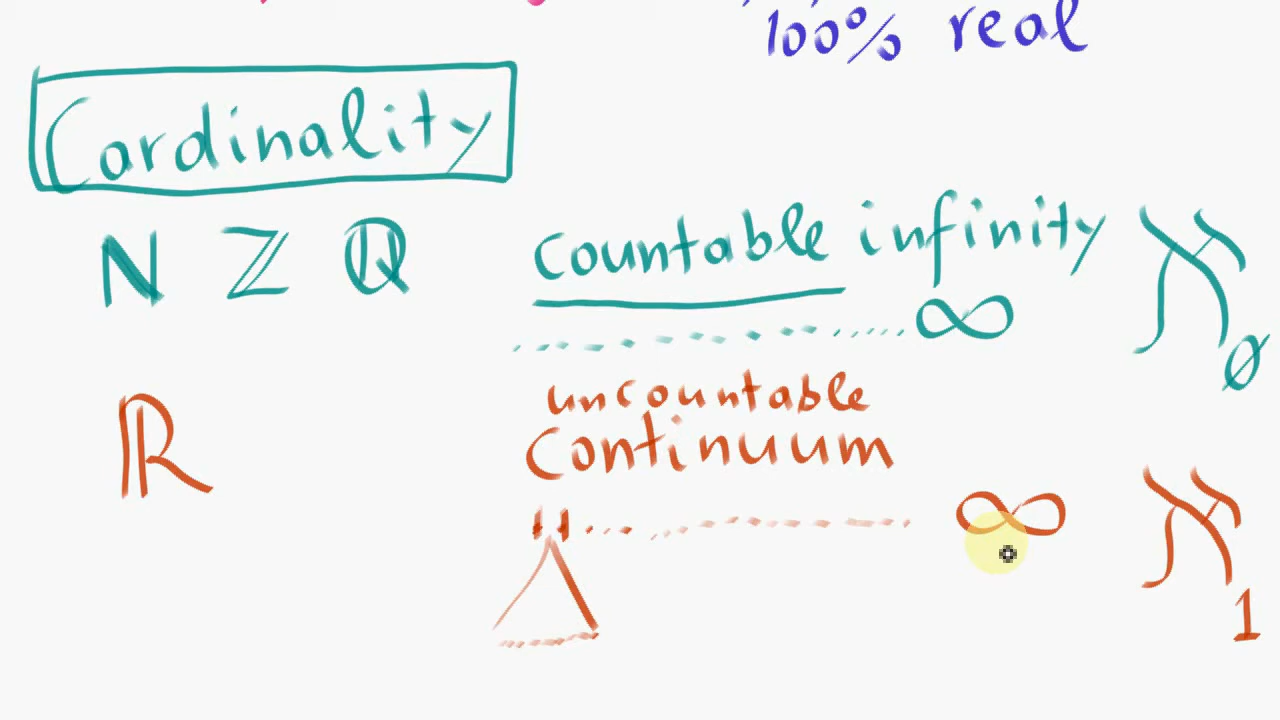 100% real
Cardinality
ℕ ℤ ℚ countable infinity ℵ0
∞
ℝ uncountable
Continuum
∞ ℵ1